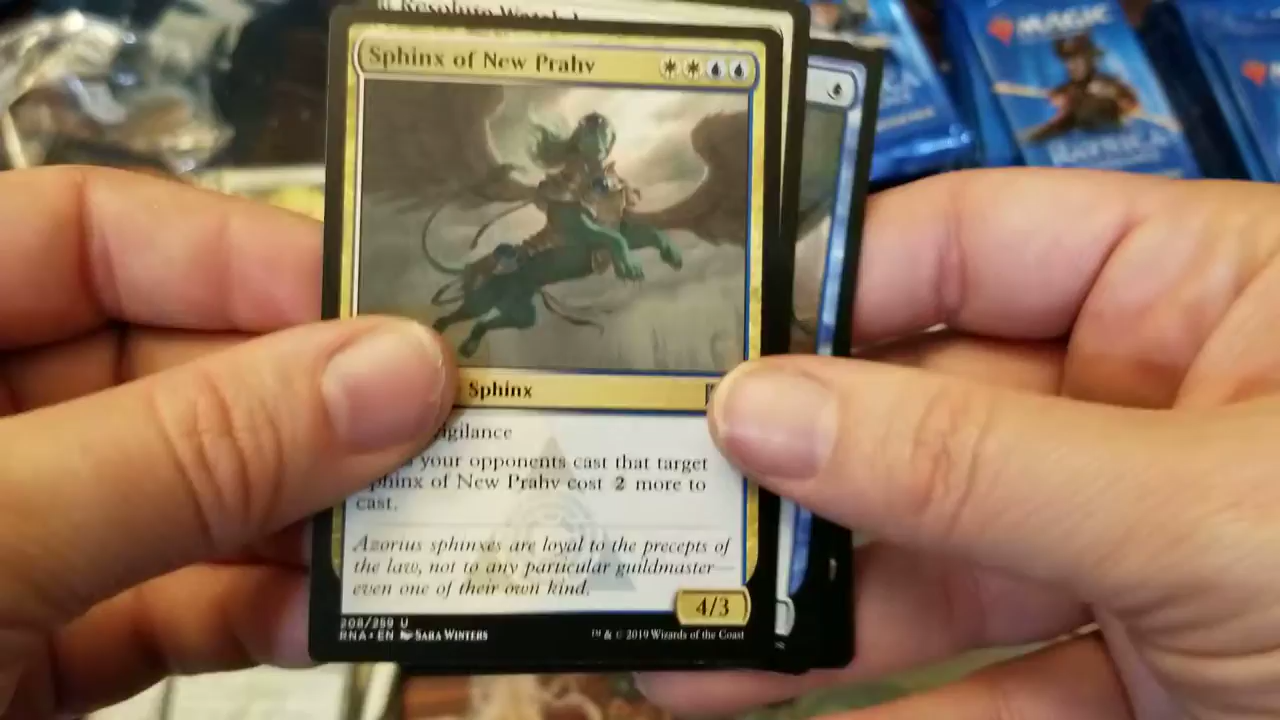 Resolute Watchd
Sphinx of New Prahv
MAGIC
RAVNICA
Sphinx
igilance
your opponents cast that target
phinx of New Prahv cost 2 more to
cast.
Azorius sphinxes are loyal to the precepts of
the law, not to any particular guildmaster—
even one of their own kind.
4/3
208/259 U
RNA • EN Sara Winters
™ & © 2019 Wizards of the Coast